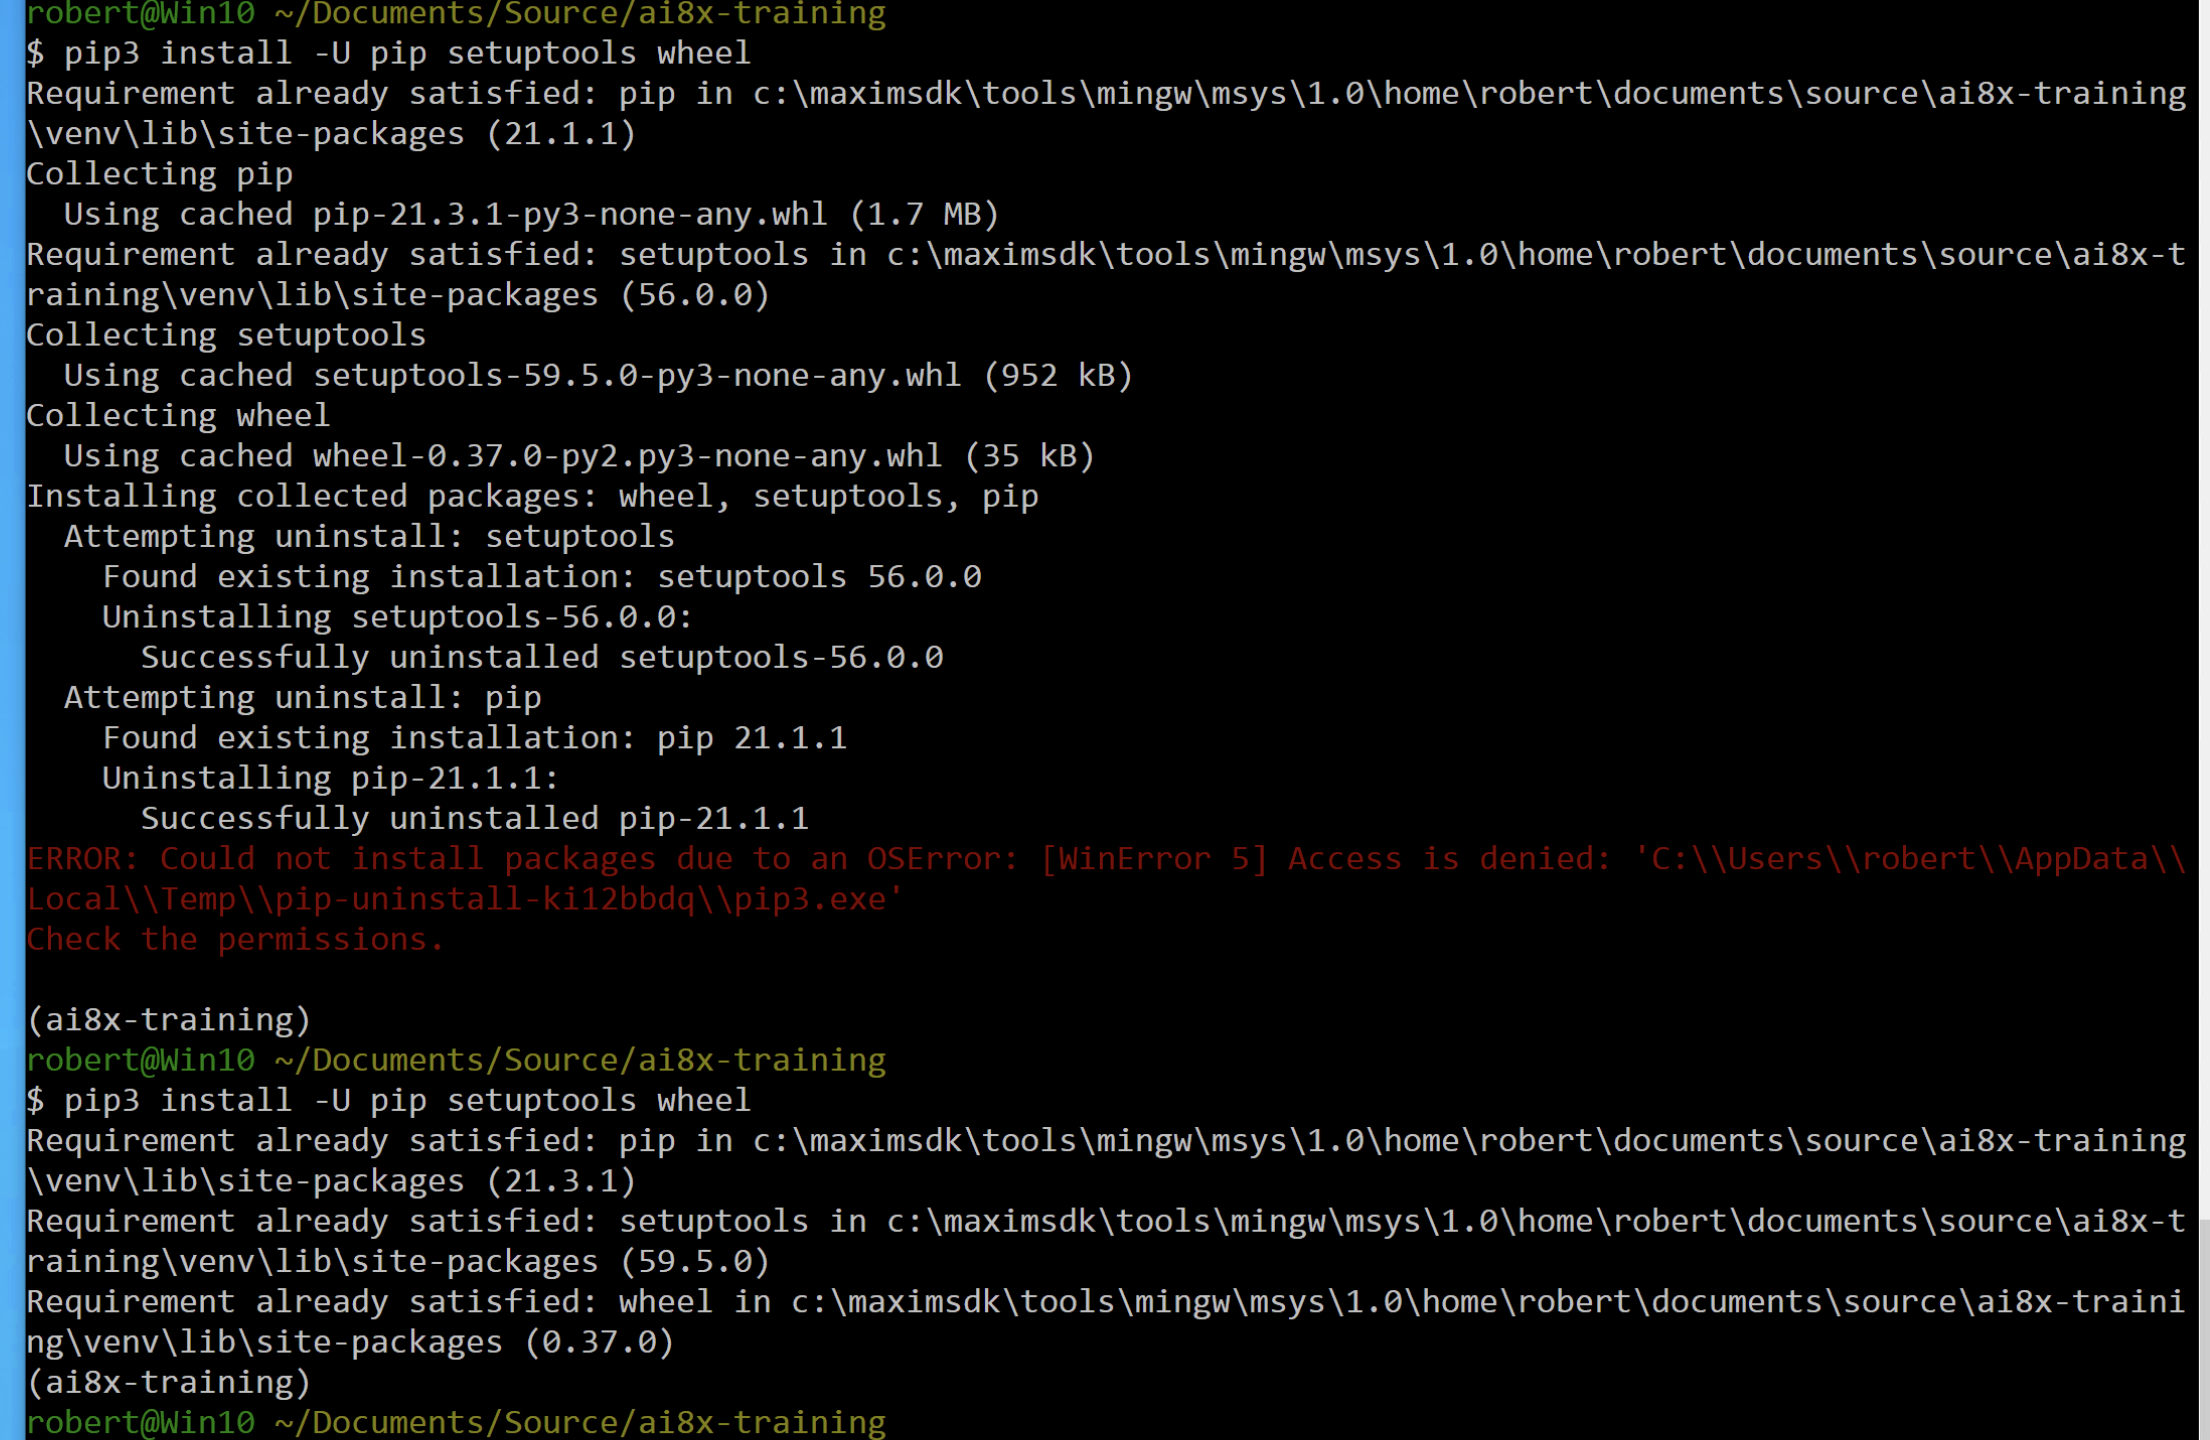 robert@Win10 ~/Documents/Source/ai8x-training
$ pip3 install -U pip setuptools wheel
Requirement already satisfied: pip in c:\maximsdk\tools\mingw\msys\1.0\home\robert\documents\source\ai8x-training
\venv\lib\site-packages (21.1.1)
Collecting pip
  Using cached pip-21.3.1-py3-none-any.whl (1.7 MB)
Requirement already satisfied: setuptools in c:\maximsdk\tools\mingw\msys\1.0\home\robert\documents\source\ai8x-t
raining\venv\lib\site-packages (56.0.0)
Collecting setuptools
  Using cached setuptools-59.5.0-py3-none-any.whl (952 kB)
Collecting wheel
  Using cached wheel-0.37.0-py2.py3-none-any.whl (35 kB)
Installing collected packages: wheel, setuptools, pip
  Attempting uninstall: setuptools
    Found existing installation: setuptools 56.0.0
    Uninstalling setuptools-56.0.0:
      Successfully uninstalled setuptools-56.0.0
  Attempting uninstall: pip
    Found existing installation: pip 21.1.1
    Uninstalling pip-21.1.1:
      Successfully uninstalled pip-21.1.1
ERROR: Could not install packages due to an OSError: [WinError 5] Access is denied: 'C:\\Users\\robert\\AppData\\
Local\\Temp\\pip-uninstall-ki12bbdq\\pip3.exe'
Check the permissions.
(ai8x-training)
robert@Win10 ~/Documents/Source/ai8x-training
$ pip3 install -U pip setuptools wheel
Requirement already satisfied: pip in c:\maximsdk\tools\mingw\msys\1.0\home\robert\documents\source\ai8x-training
\venv\lib\site-packages (21.3.1)
Requirement already satisfied: setuptools in c:\maximsdk\tools\mingw\msys\1.0\home\robert\documents\source\ai8x-t
raining\venv\lib\site-packages (59.5.0)
Requirement already satisfied: wheel in c:\maximsdk\tools\mingw\msys\1.0\home\robert\documents\source\ai8x-traini
ng\venv\lib\site-packages (0.37.0)
(ai8x-training)
robert@Win10 ~/Documents/Source/ai8x-training